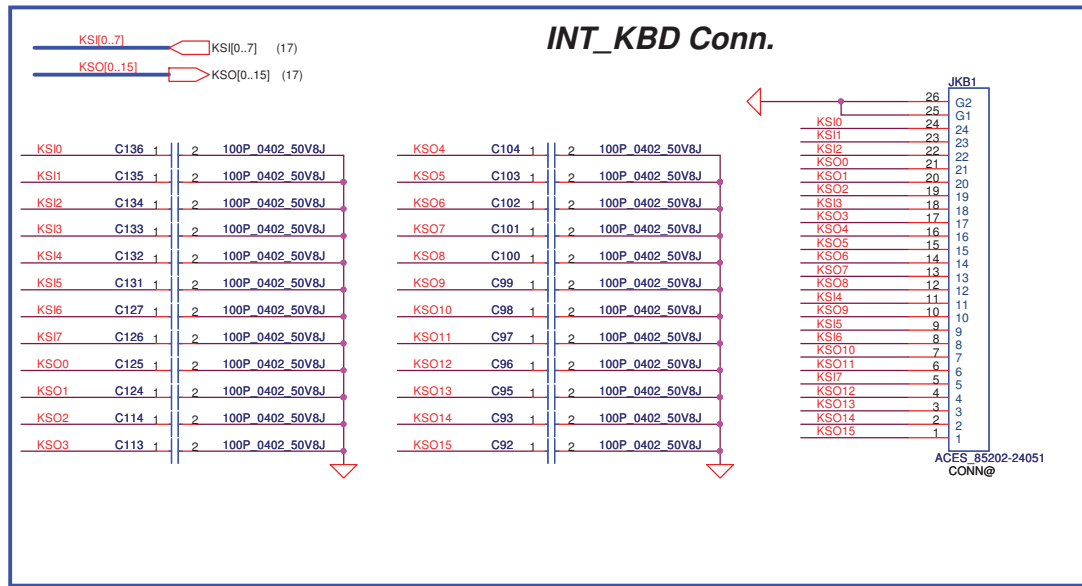 INT_KBD Conn.
KSI[0..7] KSI[0..7] (17)
KSO[0..15] KSO[0..15] (17)
KSI0 C136 1 2 100P_0402_50V8J
KSI1 C135 1 2 100P_0402_50V8J
KSI2 C134 1 2 100P_0402_50V8J
KSI3 C133 1 2 100P_0402_50V8J
KSI4 C132 1 2 100P_0402_50V8J
KSI5 C131 1 2 100P_0402_50V8J
KSI6 C127 1 2 100P_0402_50V8J
KSI7 C126 1 2 100P_0402_50V8J
KSO0 C125 1 2 100P_0402_50V8J
KSO1 C124 1 2 100P_0402_50V8J
KSO2 C114 1 2 100P_0402_50V8J
KSO3 C113 1 2 100P_0402_50V8J
KSO4 C104 1 2 100P_0402_50V8J
KSO5 C103 1 2 100P_0402_50V8J
KSO6 C102 1 2 100P_0402_50V8J
KSO7 C101 1 2 100P_0402_50V8J
KSO8 C100 1 2 100P_0402_50V8J
KSO9 C99 1 2 100P_0402_50V8J
KSO10 C98 1 2 100P_0402_50V8J
KSO11 C97 1 2 100P_0402_50V8J
KSO12 C96 1 2 100P_0402_50V8J
KSO13 C95 1 2 100P_0402_50V8J
KSO14 C93 1 2 100P_0402_50V8J
KSO15 C92 1 2 100P_0402_50V8J
JKB1
26 G2
25 G1
KSI0 24 24
KSI1 23 23
KSI2 22 22
KSO0 21 21
KSO1 20 20
KSO2 19 19
KSI3 18 18
KSO3 17 17
KSO4 16 16
KSO5 15 15
KSO6 14 14
KSO7 13 13
KSO8 12 12
KSI4 11 11
KSO9 10 10
KSI5 9 9
KSI6 8 8
KSO10 7 7
KSO11 6 6
KSI7 5 5
KSO12 4 4
KSO13 3 3
KSO14 2 2
KSO15 1 1
ACES_85202-24051
CONN@